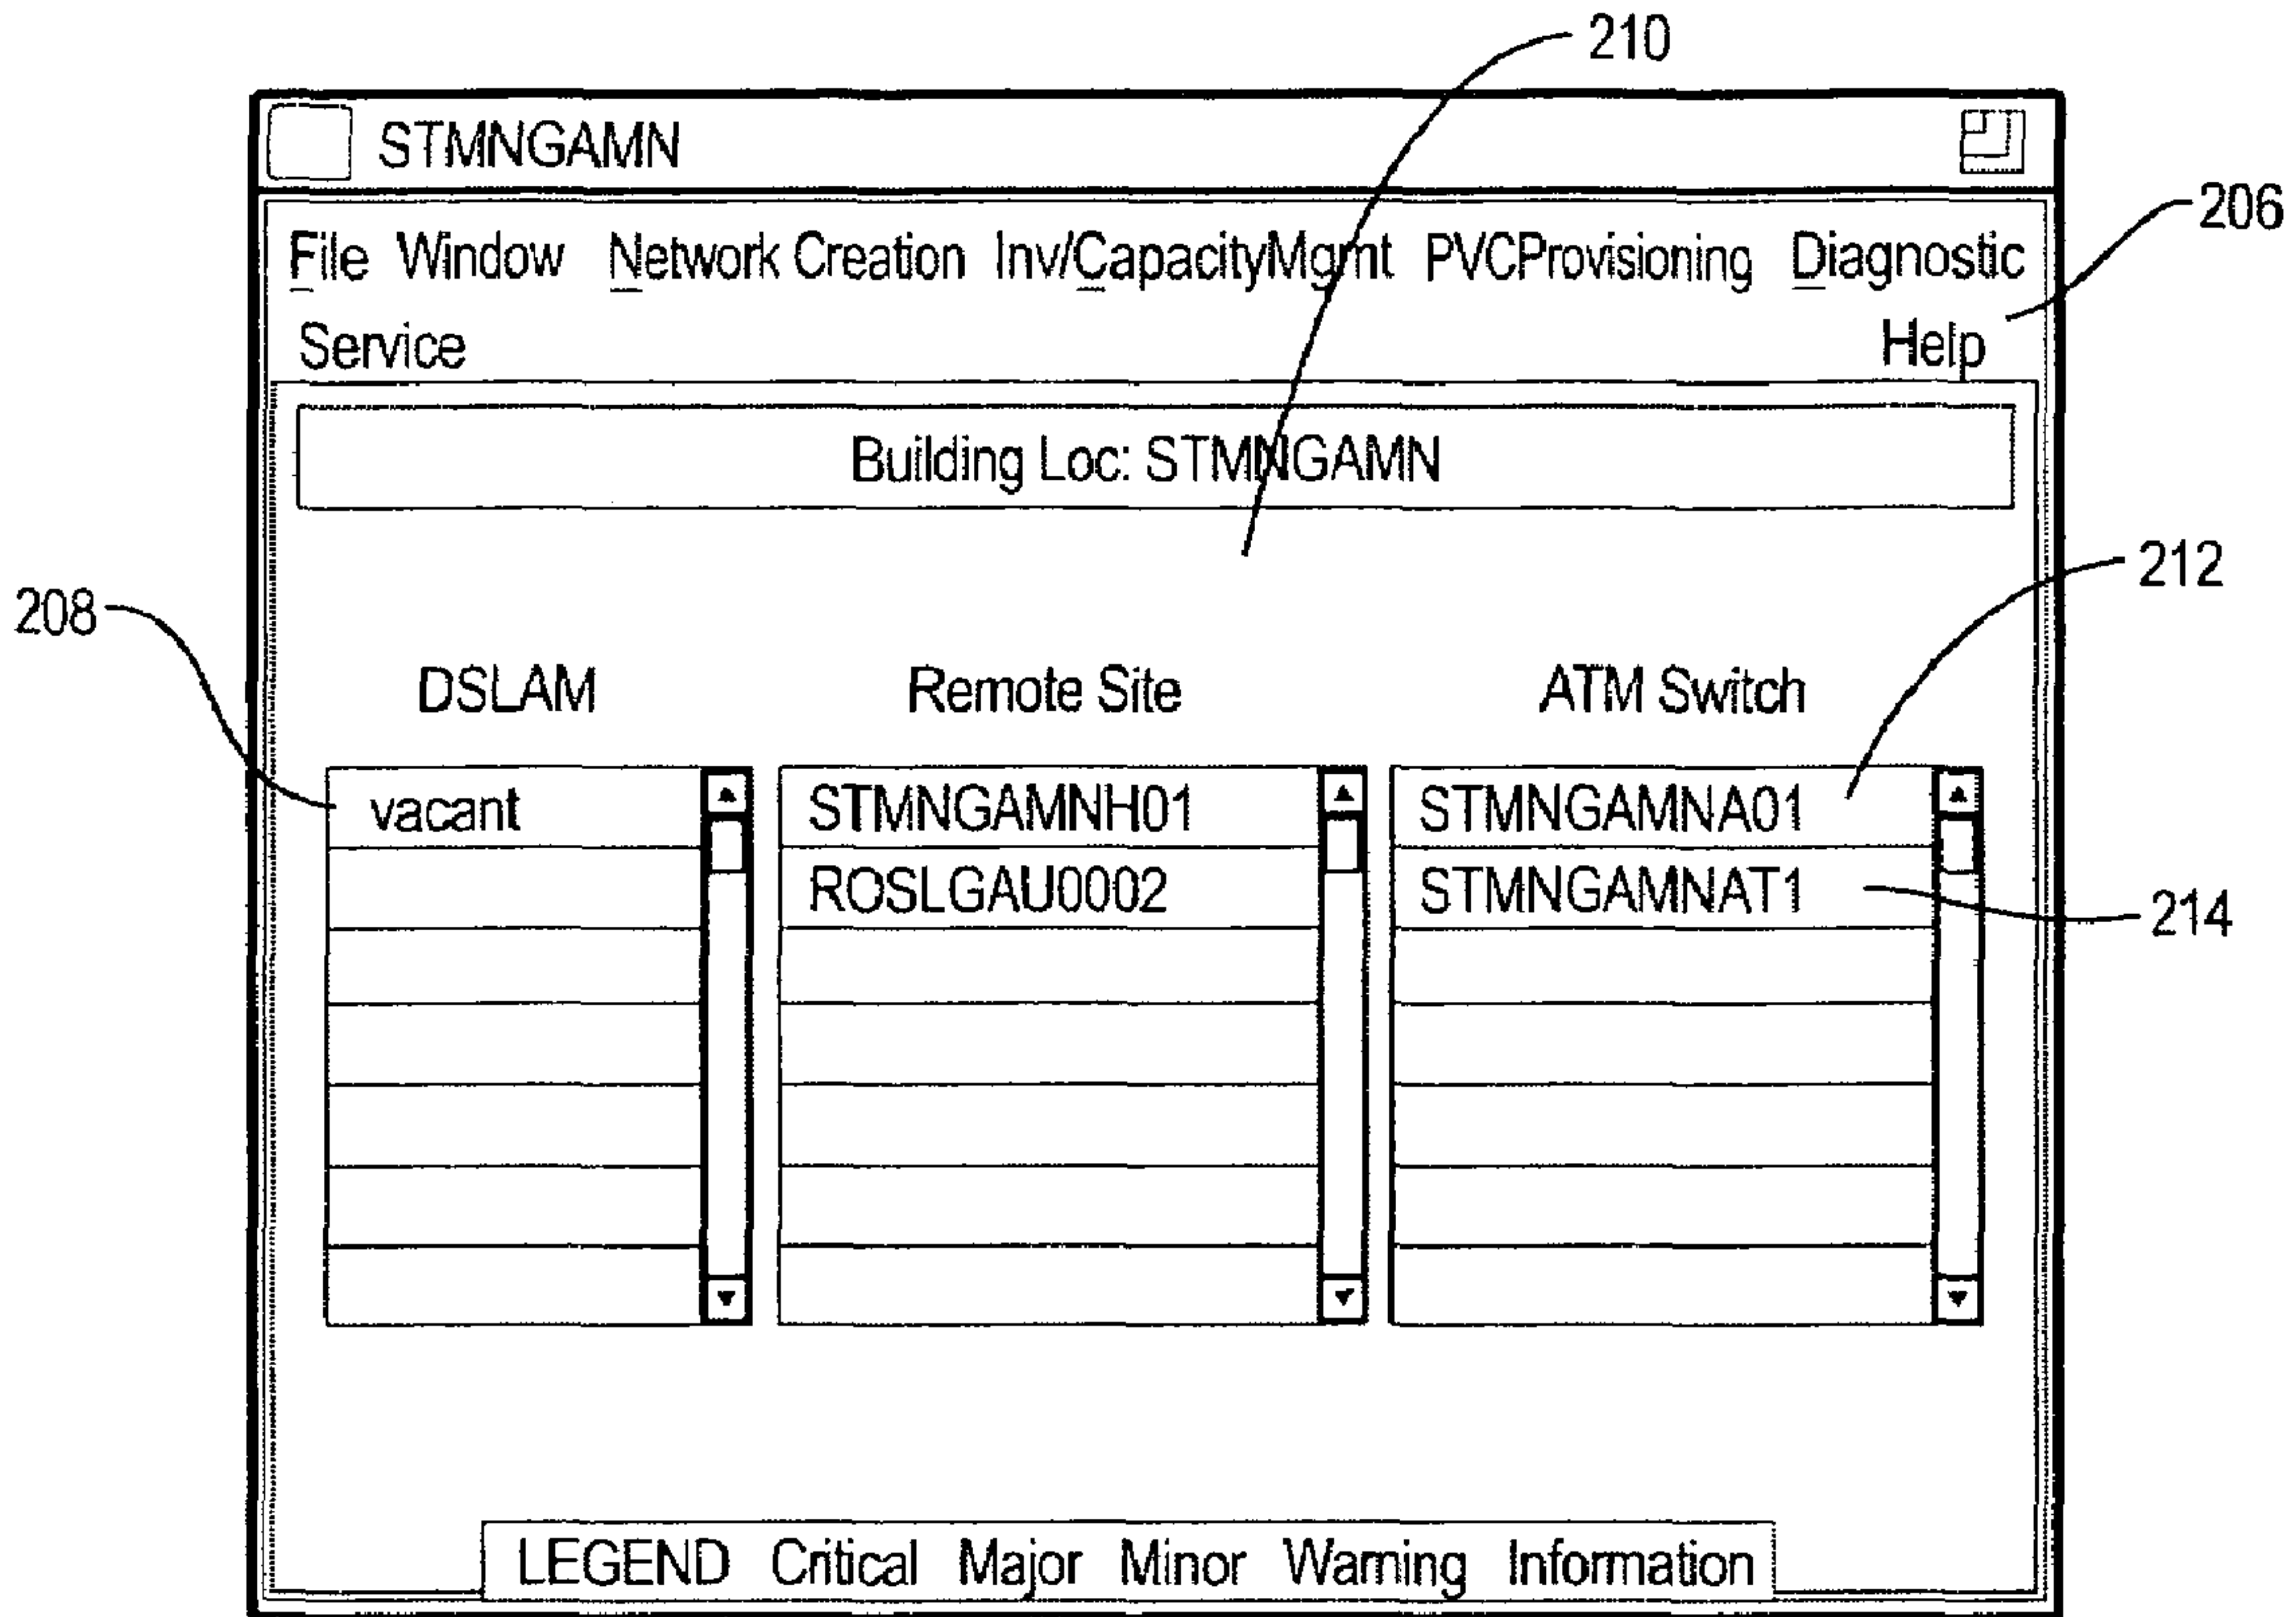 210
STMNGAMN
206
File Window Network Creation Inv/CapacityMgmt PVCProvisioning Diagnostic
Service Help
Building Loc: STMNGAMN
212
208
DSLAM Remote Site ATM Switch
vacant STMNGAMNH01 STMNGAMNA01
ROSLGAU0002 STMNGAMNAT1
214
LEGEND Critical Major Minor Warning Information